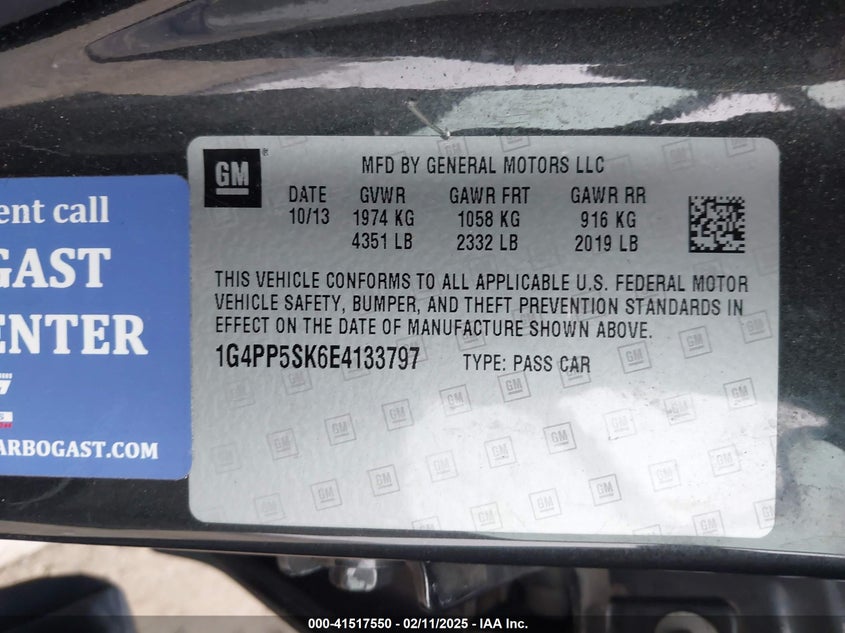 GM
®
MFD BY GENERAL MOTORS LLC
DATE GVWR GAWR FRT GAWR RR
10/13 1974 KG 1058 KG 916 KG
4351 LB 2332 LB 2019 LB
THIS VEHICLE CONFORMS TO ALL APPLICABLE U.S. FEDERAL MOTOR
VEHICLE SAFETY, BUMPER, AND THEFT PREVENTION STANDARDS IN
EFFECT ON THE DATE OF MANUFACTURE SHOWN ABOVE.
1G4PP5SK6E4133797 TYPE: PASS CAR
ent call
GAST
ENTER
ARBOGAST.COM
000-41517550 - 02/11/2025 - IAA Inc.